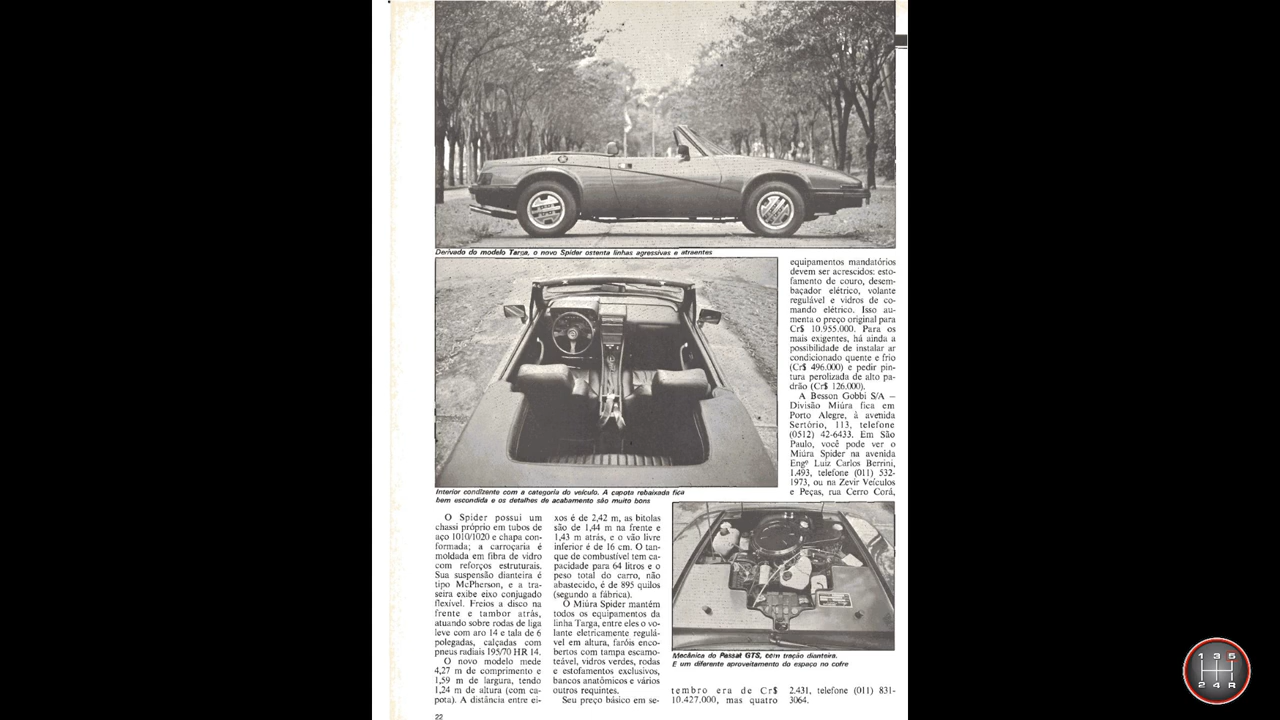 Derivado do modelo Targa, o novo Spider ostenta linhas agressivas e atraentes
Interior condizente com a categoria do veículo. A capota rebaixada fica
bem escondida e os detalhes de acabamento são muito bons
O Spider possui um
chassi próprio em tubos de
aço 1010/1020 e chapa con-
formada; a carroçaria é
moldada em fibra de vidro
com reforços estruturais.
Sua suspensão dianteira é
tipo McPherson, e a tra-
seira exibe eixo conjugado
flexível. Freios a disco na
frente e tambor atrás,
atuando sobre rodas de liga
leve com aro 14 e tala de 6
polegadas, calçadas com
pneus radiais 195/70 HR 14.
O novo modelo mede
4,27 m de comprimento e
1,59 m de largura, tendo
1,24 m de altura (com ca-
pota). A distância entre ei-
xos é de 2,42 m, as bitolas
são de 1,44 m na frente e
1,43 m atrás, e o vão livre
inferior é de 16 cm. O tan-
que de combustível tem ca-
pacidade para 64 litros e o
peso total do carro, não
abastecido, é de 895 quilos
(segundo a fábrica).
O Miúra Spider mantém
todos os equipamentos da
linha Targa, entre eles o vo-
lante eletricamente regulá-
vel em altura, faróis enco-
bertos com tampa escamo-
teável, vidros verdes, rodas
e estofamentos exclusivos,
bancos anatômicos e vários
outros requintes.
Seu preço básico em se-
tembro era de Cr$
10.427.000, mas quatro
equipamentos mandatórios
devem ser acrescidos: esto-
famento de couro, desem-
baçador elétrico, volante
regulável e vidros de co-
mando elétrico. Isso au-
menta o preço original para
Cr$ 10.955.000. Para os
mais exigentes, há ainda a
possibilidade de instalar ar
condicionado quente e frio
(Cr$ 496.000) e pedir pin-
tura perolizada de alto pa-
drão (Cr$ 126.000).
A Besson Gobbi S/A –
Divisão Miúra fica em
Porto Alegre, à avenida
Sertório, 113, telefone
(0512) 42-6433. Em São
Paulo, você pode ver o
Miúra Spider na avenida
Engº Luiz Carlos Berrini,
1.493, telefone (011) 532-
1973, ou na Zevir Veículos
e Peças, rua Cerro Corá,
2.431, telefone (011) 831-
3064.
Mecânica do Passat GTS, com tração dianteira.
E um diferente aproveitamento do espaço no cofre
22
1 3 5
2 4 R